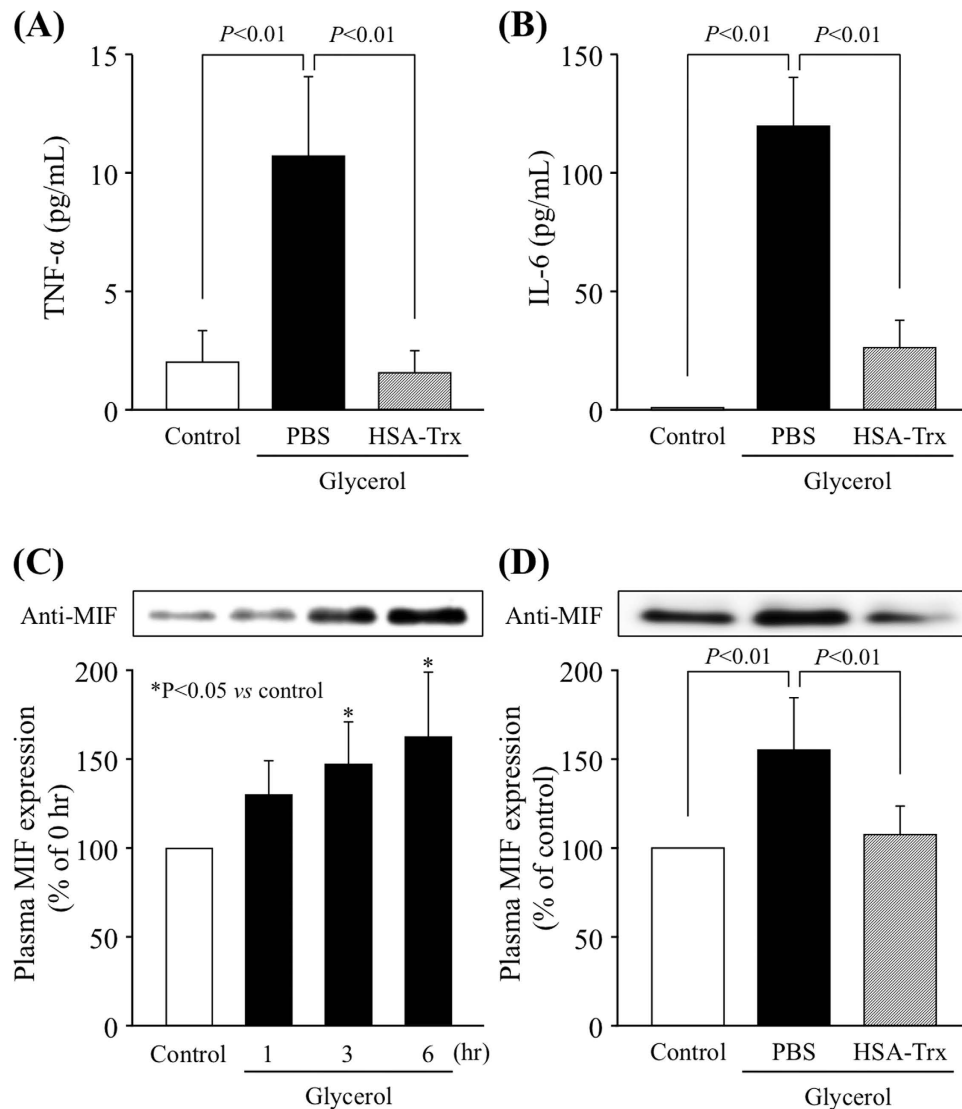 (A)
P<0.01 P<0.01
15
10
5
0
TNF-α (pg/mL)
Control PBS HSA-Trx
Glycerol
(B)
P<0.01 P<0.01
150
100
50
0
IL-6 (pg/mL)
Control PBS HSA-Trx
Glycerol
(C)
Anti-MIF
200
150
100
50
0
Plasma MIF expression
(% of 0 hr)
*P<0.05 vs control
* *
Control 1 3 6 (hr)
Glycerol
(D)
Anti-MIF
P<0.01 P<0.01
200
150
100
50
0
Plasma MIF expression
(% of control)
Control PBS HSA-Trx
Glycerol